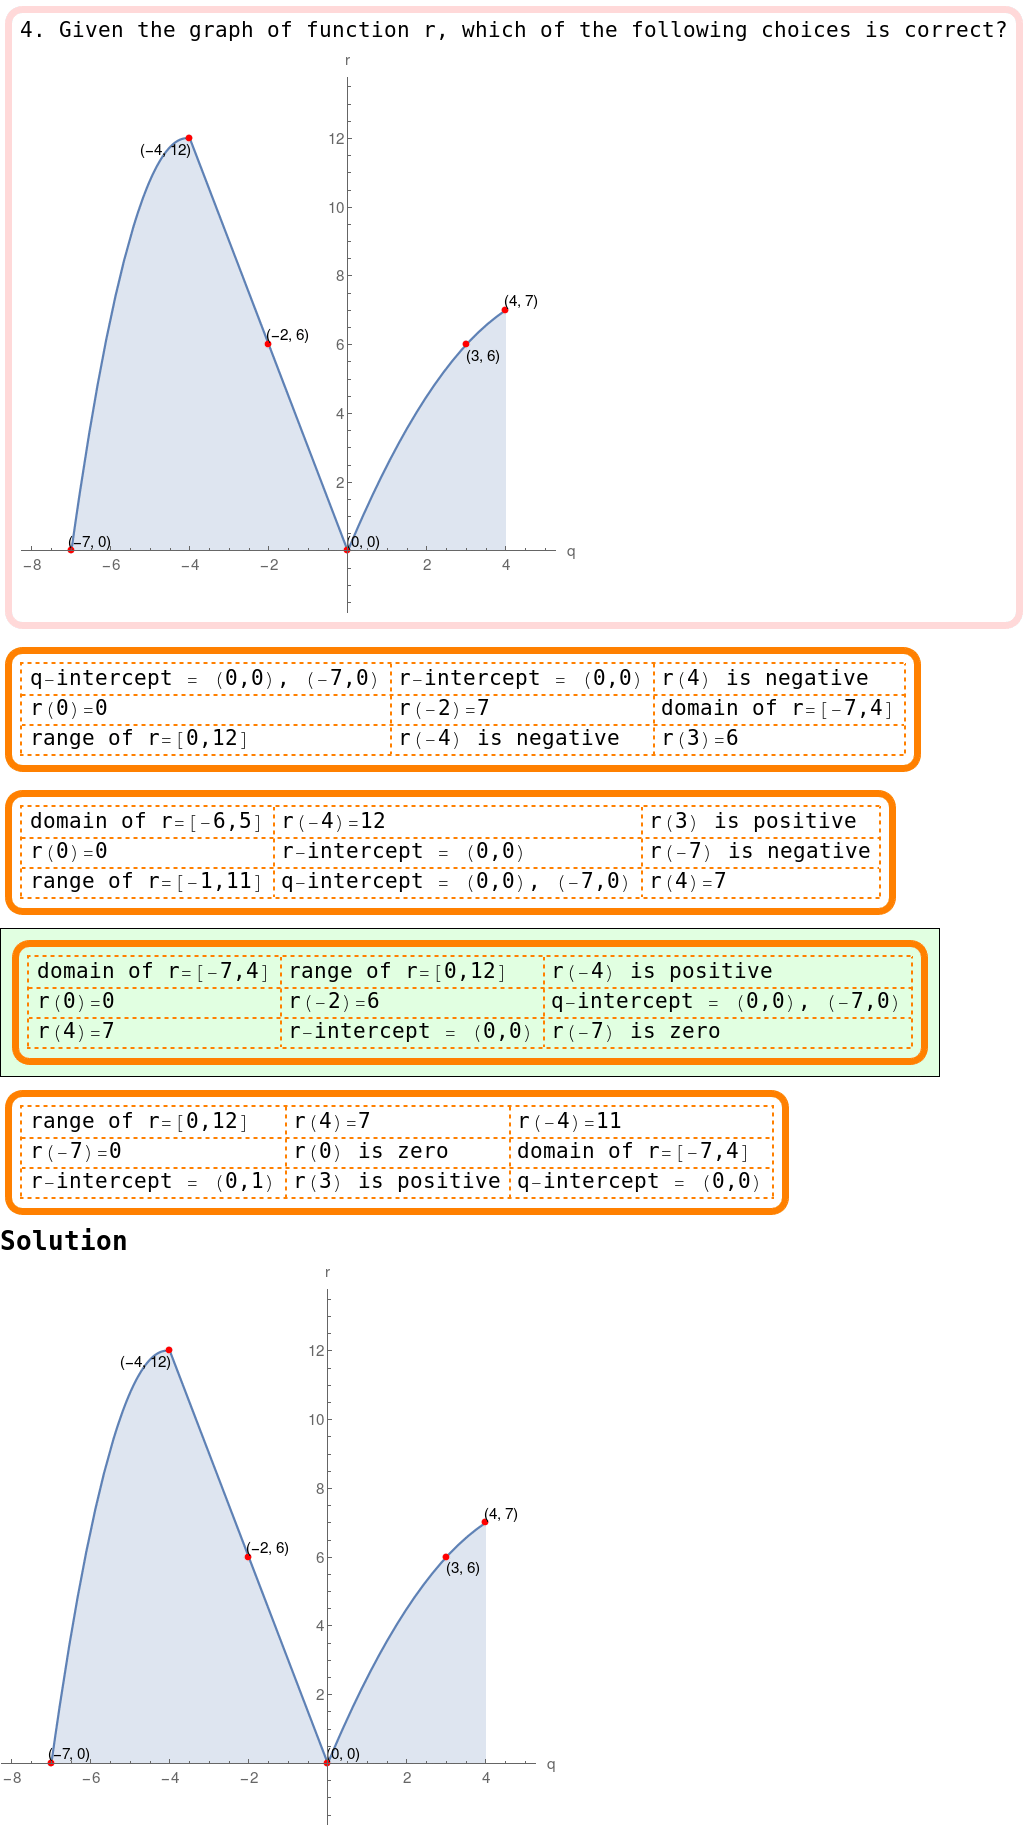 4. Given the graph of function r, which of the following choices is correct?
r
12
(−4, 12)
10
8
(4, 7)
(−2, 6)
6
(3, 6)
4
2
(−7, 0)
(0, 0)
q
−8 −6 −4 −2 2 4
q-intercept = (0,0), (-7,0) r-intercept = (0,0) r(4) is negative
r(0)=0 r(-2)=7 domain of r=[-7,4]
range of r=[0,12] r(-4) is negative r(3)=6
domain of r=[-6,5] r(-4)=12 r(3) is positive
r(0)=0 r-intercept = (0,0) r(-7) is negative
range of r=[-1,11] q-intercept = (0,0), (-7,0) r(4)=7
domain of r=[-7,4] range of r=[0,12] r(-4) is positive
r(0)=0 r(-2)=6 q-intercept = (0,0), (-7,0)
r(4)=7 r-intercept = (0,0) r(-7) is zero
range of r=[0,12] r(4)=7 r(-4)=11
r(-7)=0 r(0) is zero domain of r=[-7,4]
r-intercept = (0,1) r(3) is positive q-intercept = (0,0)
Solution
r
12
(−4, 12)
10
8
(4, 7)
(−2, 6)
6
(3, 6)
4
2
(−7, 0)
(0, 0)
q
−8 −6 −4 −2 2 4